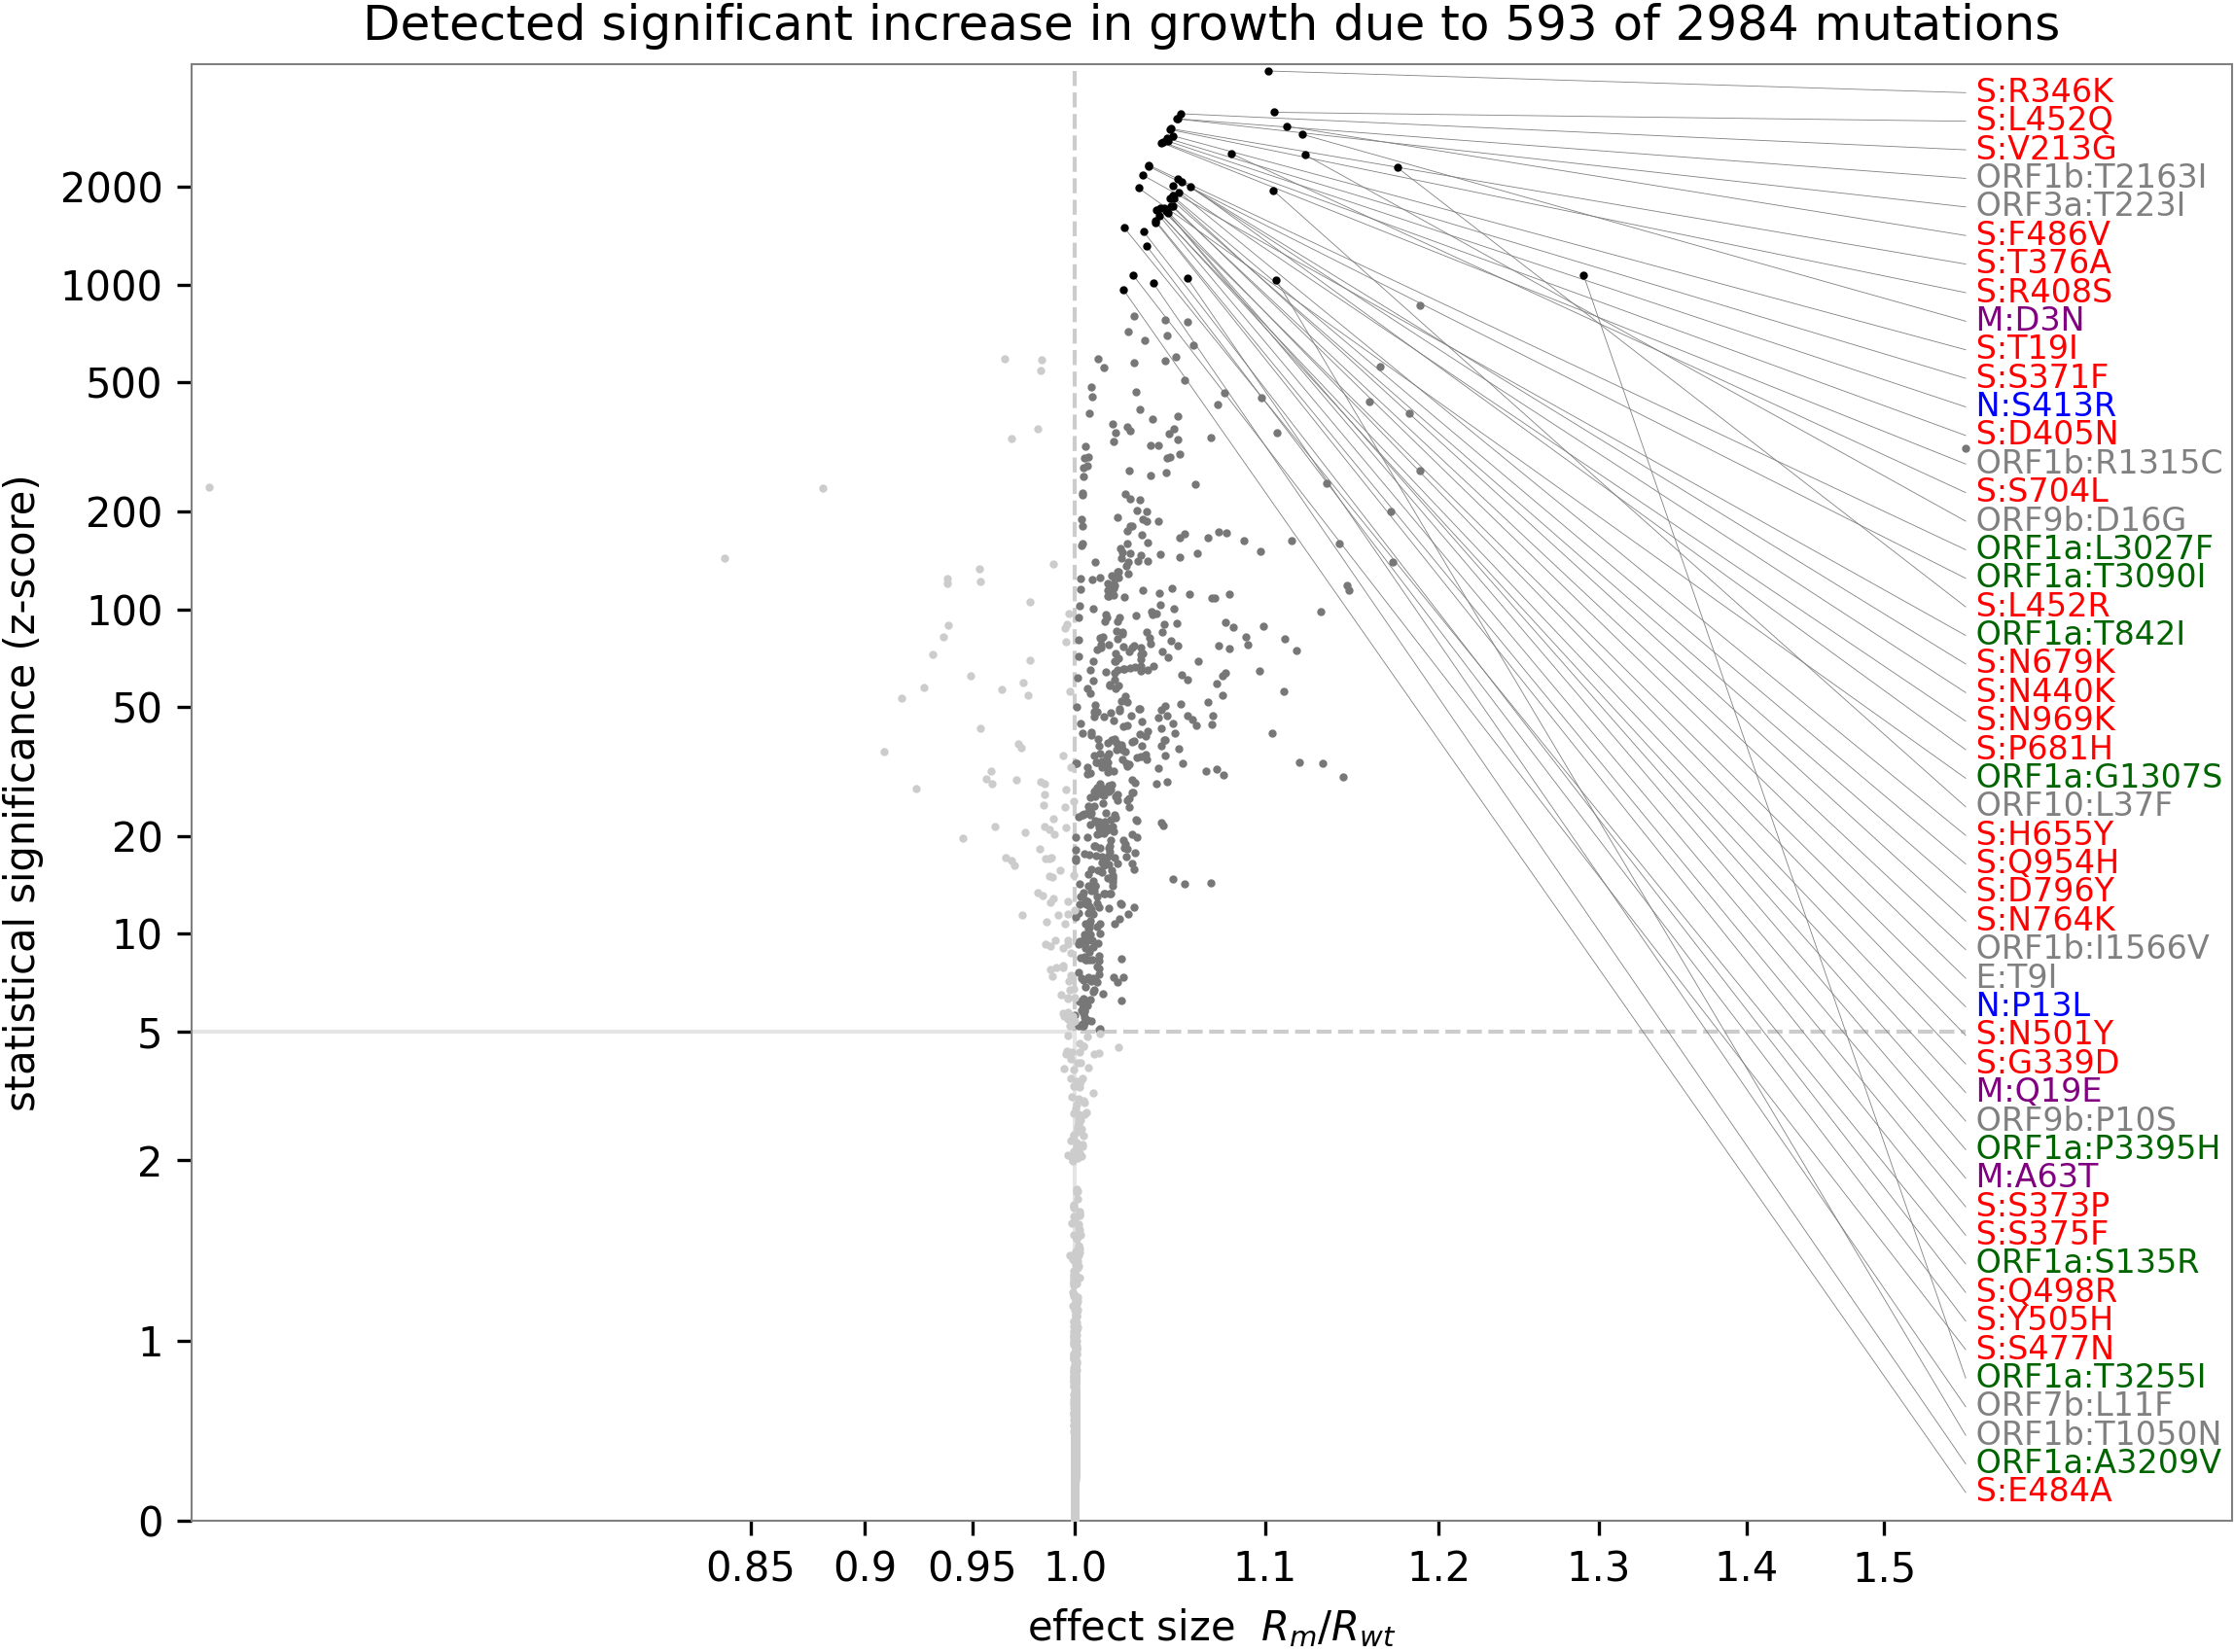 Detected significant increase in growth due to 593 of 2984 mutations
statistical significance (z-score)
2000
1000
500
200
100
50
20
10
5
2
1
0
S:R346K
S:L452Q
S:V213G
ORF1b:T2163I
ORF3a:T223I
S:F486V
S:T376A
S:R408S
M:D3N
S:T19I
S:S371F
N:S413R
S:D405N
ORF1b:R1315C
S:S704L
ORF9b:D16G
ORF1a:L3027F
ORF1a:T3090I
S:L452R
ORF1a:T842I
S:N679K
S:N440K
S:N969K
S:P681H
ORF1a:G1307S
ORF10:L37F
S:H655Y
S:Q954H
S:D796Y
S:N764K
ORF1b:I1566V
E:T9I
N:P13L
S:N501Y
S:G339D
M:Q19E
ORF9b:P10S
ORF1a:P3395H
M:A63T
S:S373P
S:S375F
ORF1a:S135R
S:Q498R
S:Y505H
S:S477N
ORF1a:T3255I
ORF7b:L11F
ORF1b:T1050N
ORF1a:A3209V
S:E484A
0.85 0.9 0.95 1.0 1.1 1.2 1.3 1.4 1.5
effect size Rm/Rwt